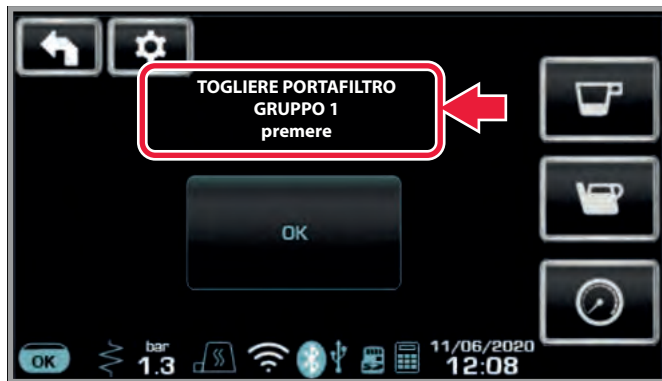 TOGLIERE PORTAFILTRO
GRUPPO 1
premere
OK
OK
bar
1.3
11/06/2020
12:08